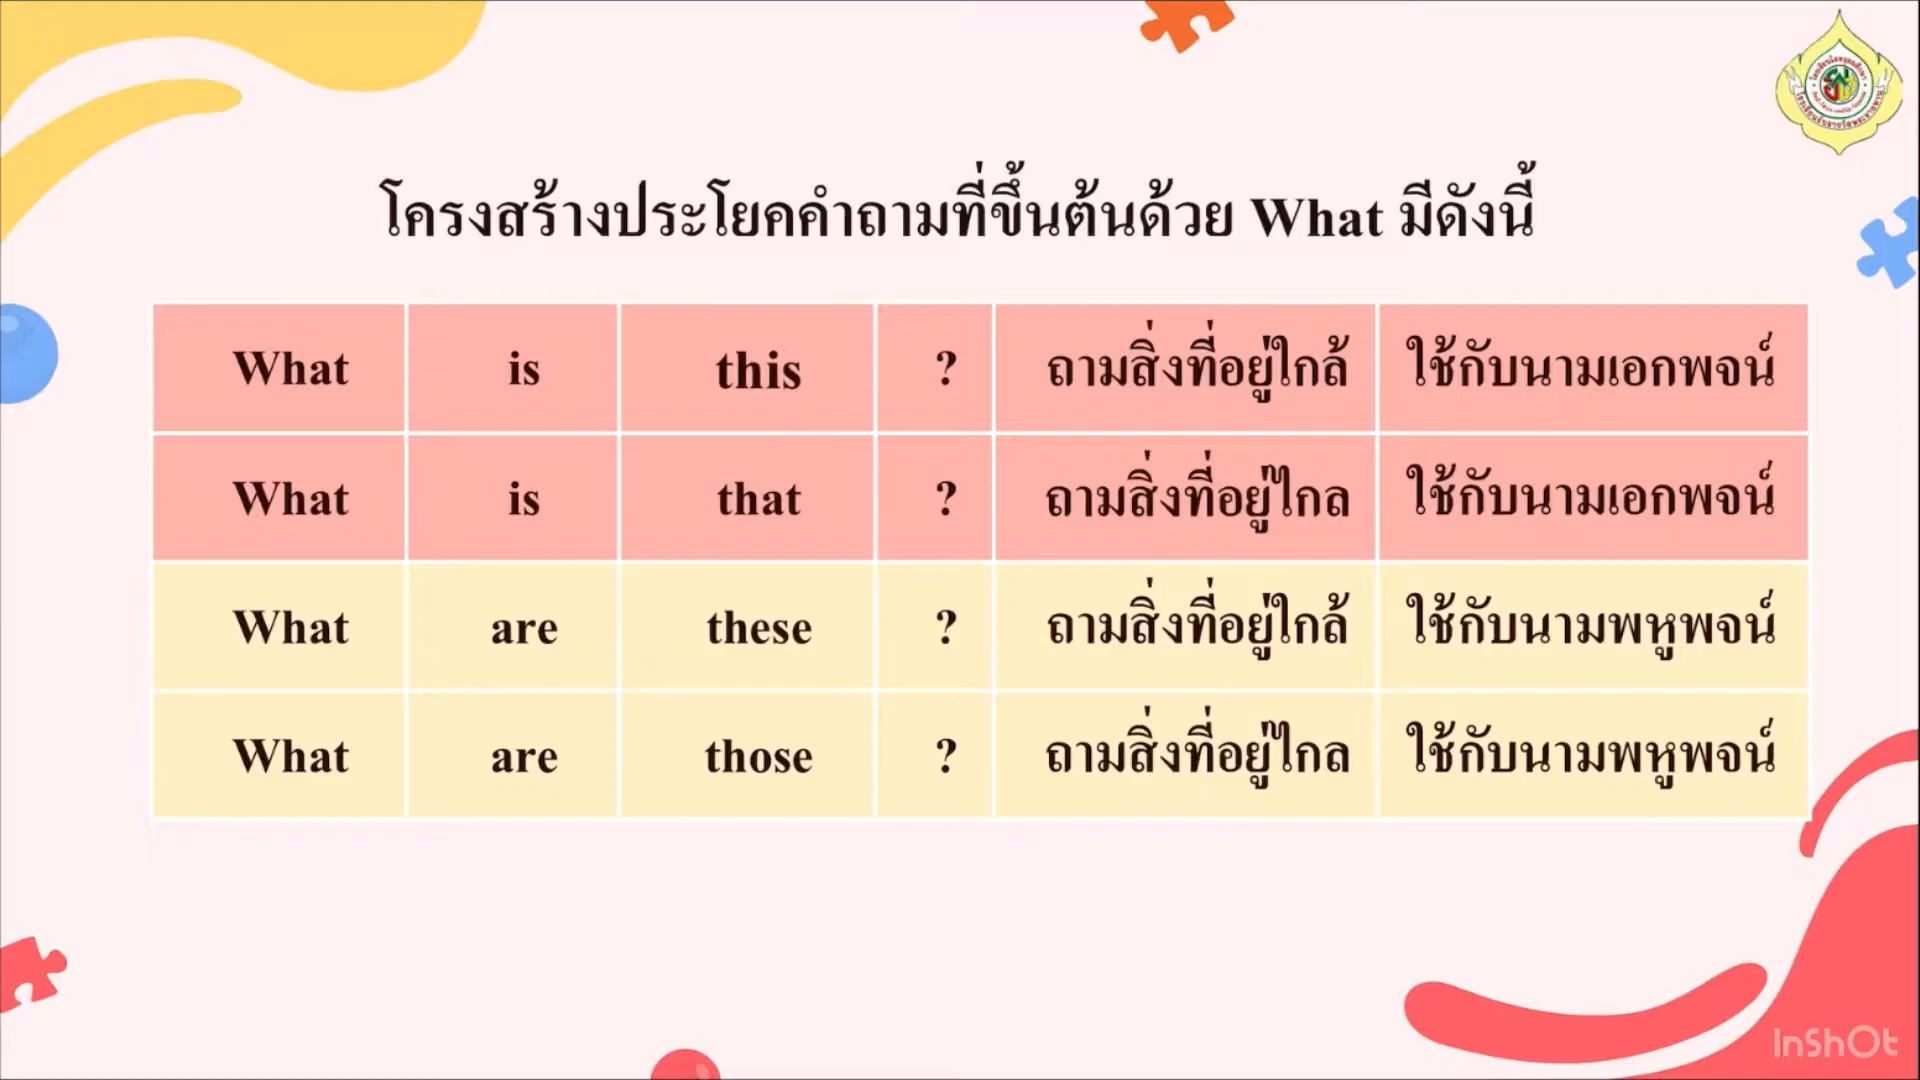 โครงสร้างประโยคคำถามที่ขึ้นต้นด้วย What มีดังนี้
What is this ? ถามสิ่งที่อยู่ใกล้ ใช้กับนามเอกพจน์
What is that ? ถามสิ่งที่อยู่ไกล ใช้กับนามเอกพจน์
What are these ? ถามสิ่งที่อยู่ใกล้ ใช้กับนามพหูพจน์
What are those ? ถามสิ่งที่อยู่ไกล ใช้กับนามพหูพจน์
InShOt